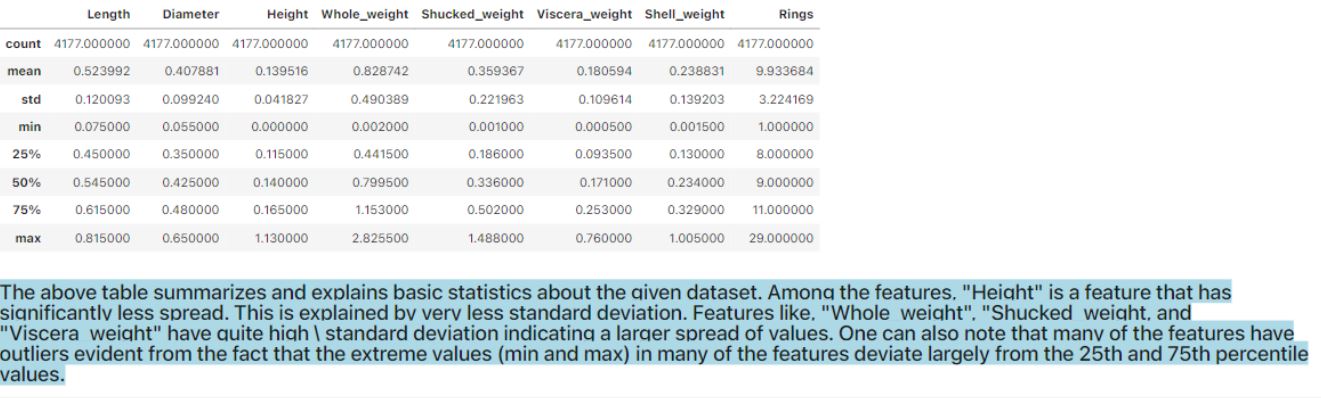 Length Diameter Height Whole_weight Shucked_weight Viscera_weight Shell_weight Rings
count 4177.000000 4177.000000 4177.000000 4177.000000 4177.000000 4177.000000 4177.000000 4177.000000
mean 0.523992 0.407881 0.139516 0.828742 0.359367 0.180594 0.238831 9.933684
std 0.120093 0.099240 0.041827 0.490389 0.221963 0.109614 0.139203 3.224169
min 0.075000 0.055000 0.000000 0.002000 0.001000 0.000500 0.001500 1.000000
25% 0.450000 0.350000 0.115000 0.441500 0.186000 0.093500 0.130000 8.000000
50% 0.545000 0.425000 0.140000 0.799500 0.336000 0.171000 0.234000 9.000000
75% 0.615000 0.480000 0.165000 1.153000 0.502000 0.253000 0.329000 11.000000
max 0.815000 0.650000 1.130000 2.825500 1.488000 0.760000 1.005000 29.000000
The above table summarizes and explains basic statistics about the given dataset. Among the features, "Height" is a feature that has
significantly less spread. This is explained by very less standard deviation. Features like, "Whole_weight", "Shucked_weight, and
"Viscera_weight" have quite high \ standard deviation indicating a larger spread of values. One can also note that many of the features have
outliers evident from the fact that the extreme values (min and max) in many of the features deviate largely from the 25th and 75th percentile
values.